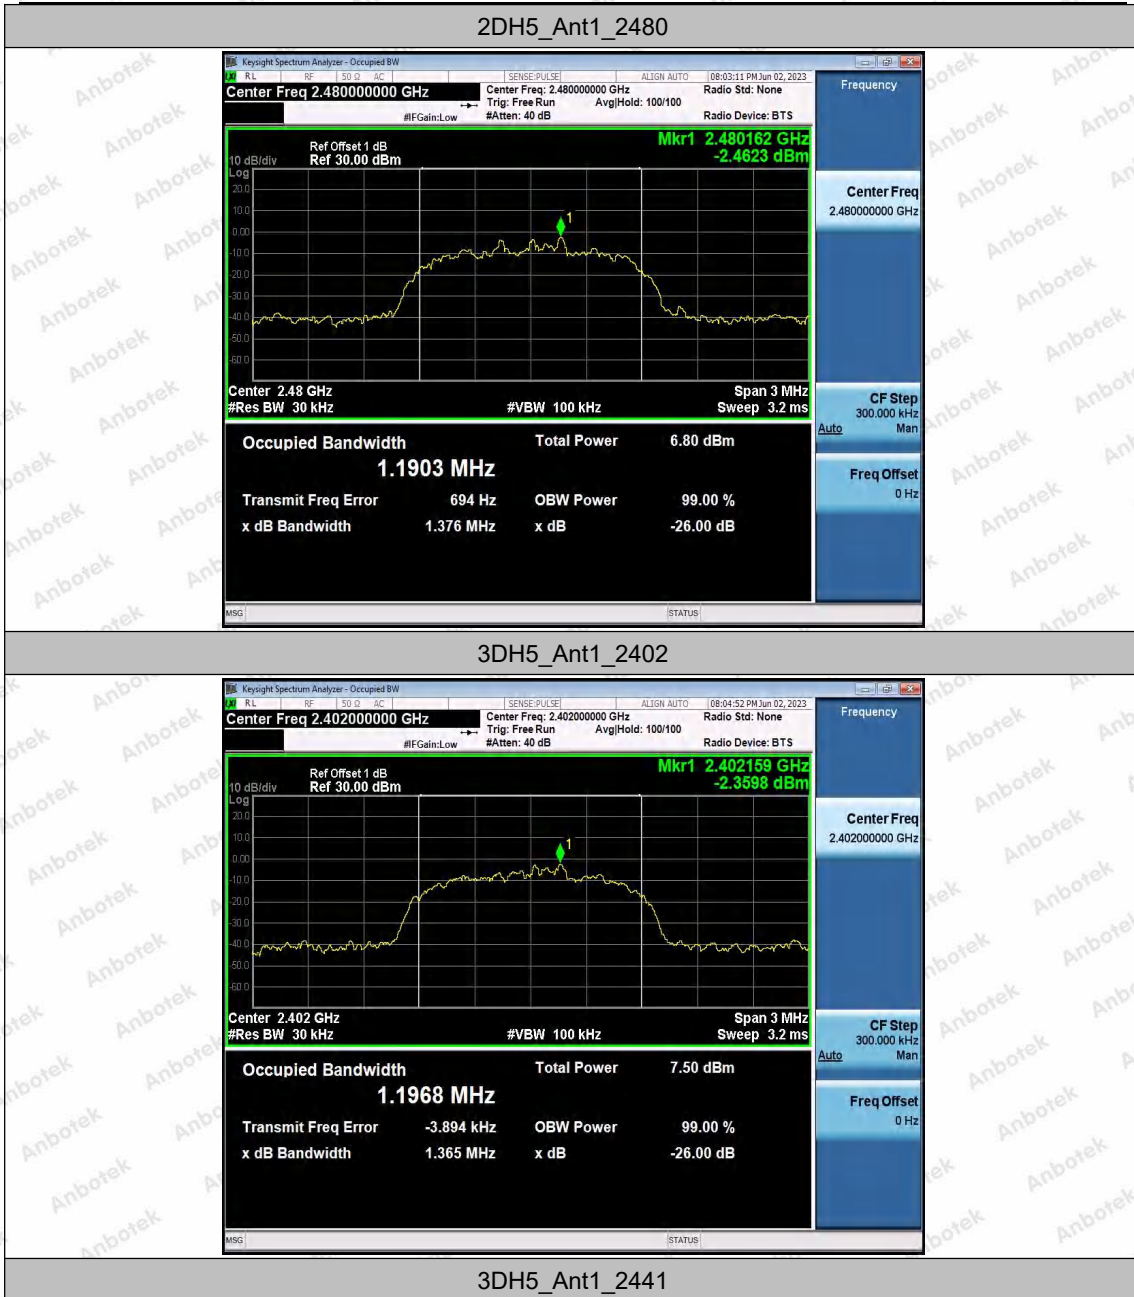 2DH5_Ant1_2480
Keysight Spectrum Analyzer - Occupied BW
LXI RL RF 50 Ω AC SENSE:PULSE ALIGN AUTO 08:03:11 PM Jun 02, 2023
Center Freq 2.480000000 GHz Center Freq: 2.480000000 GHz Radio Std: None Frequency
Trig: Free Run Avg|Hold: 100/100
#IFGain:Low #Atten: 40 dB Radio Device: BTS
Mkr1 2.480162 GHz
-2.4623 dBm
Ref Offset 1 dB
10 dB/div Ref 30.00 dBm
Log
20.0
10.0
0.00
-10.0
-20.0
-30.0
-40.0
-50.0
-60.0
1
Center Freq
2.480000000 GHz
Center 2.48 GHz Span 3 MHz
#Res BW 30 kHz #VBW 100 kHz Sweep 3.2 ms
CF Step
300.000 kHz
Auto Man
Occupied Bandwidth Total Power 6.80 dBm
1.1903 MHz
Freq Offset
0 Hz
Transmit Freq Error 694 Hz OBW Power 99.00 %
x dB Bandwidth 1.376 MHz x dB -26.00 dB
MSG STATUS
3DH5_Ant1_2402
Keysight Spectrum Analyzer - Occupied BW
LXI RL RF 50 Ω AC SENSE:PULSE ALIGN AUTO 08:04:52 PM Jun 02, 2023
Center Freq 2.402000000 GHz Center Freq: 2.402000000 GHz Radio Std: None Frequency
Trig: Free Run Avg|Hold: 100/100
#IFGain:Low #Atten: 40 dB Radio Device: BTS
Mkr1 2.402159 GHz
-2.3598 dBm
Ref Offset 1 dB
10 dB/div Ref 30.00 dBm
Log
20.0
10.0
0.00
-10.0
-20.0
-30.0
-40.0
-50.0
-60.0
1
Center Freq
2.402000000 GHz
Center 2.402 GHz Span 3 MHz
#Res BW 30 kHz #VBW 100 kHz Sweep 3.2 ms
CF Step
300.000 kHz
Auto Man
Occupied Bandwidth Total Power 7.50 dBm
1.1968 MHz
Freq Offset
0 Hz
Transmit Freq Error -3.894 kHz OBW Power 99.00 %
x dB Bandwidth 1.365 MHz x dB -26.00 dB
MSG STATUS
3DH5_Ant1_2441